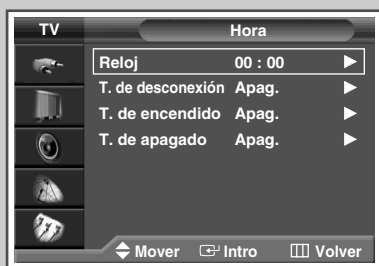 TV Hora
Reloj 00 : 00
T. de desconexión Apag.
T. de encendido Apag.
T. de apagado Apag.
Mover Intro Volver